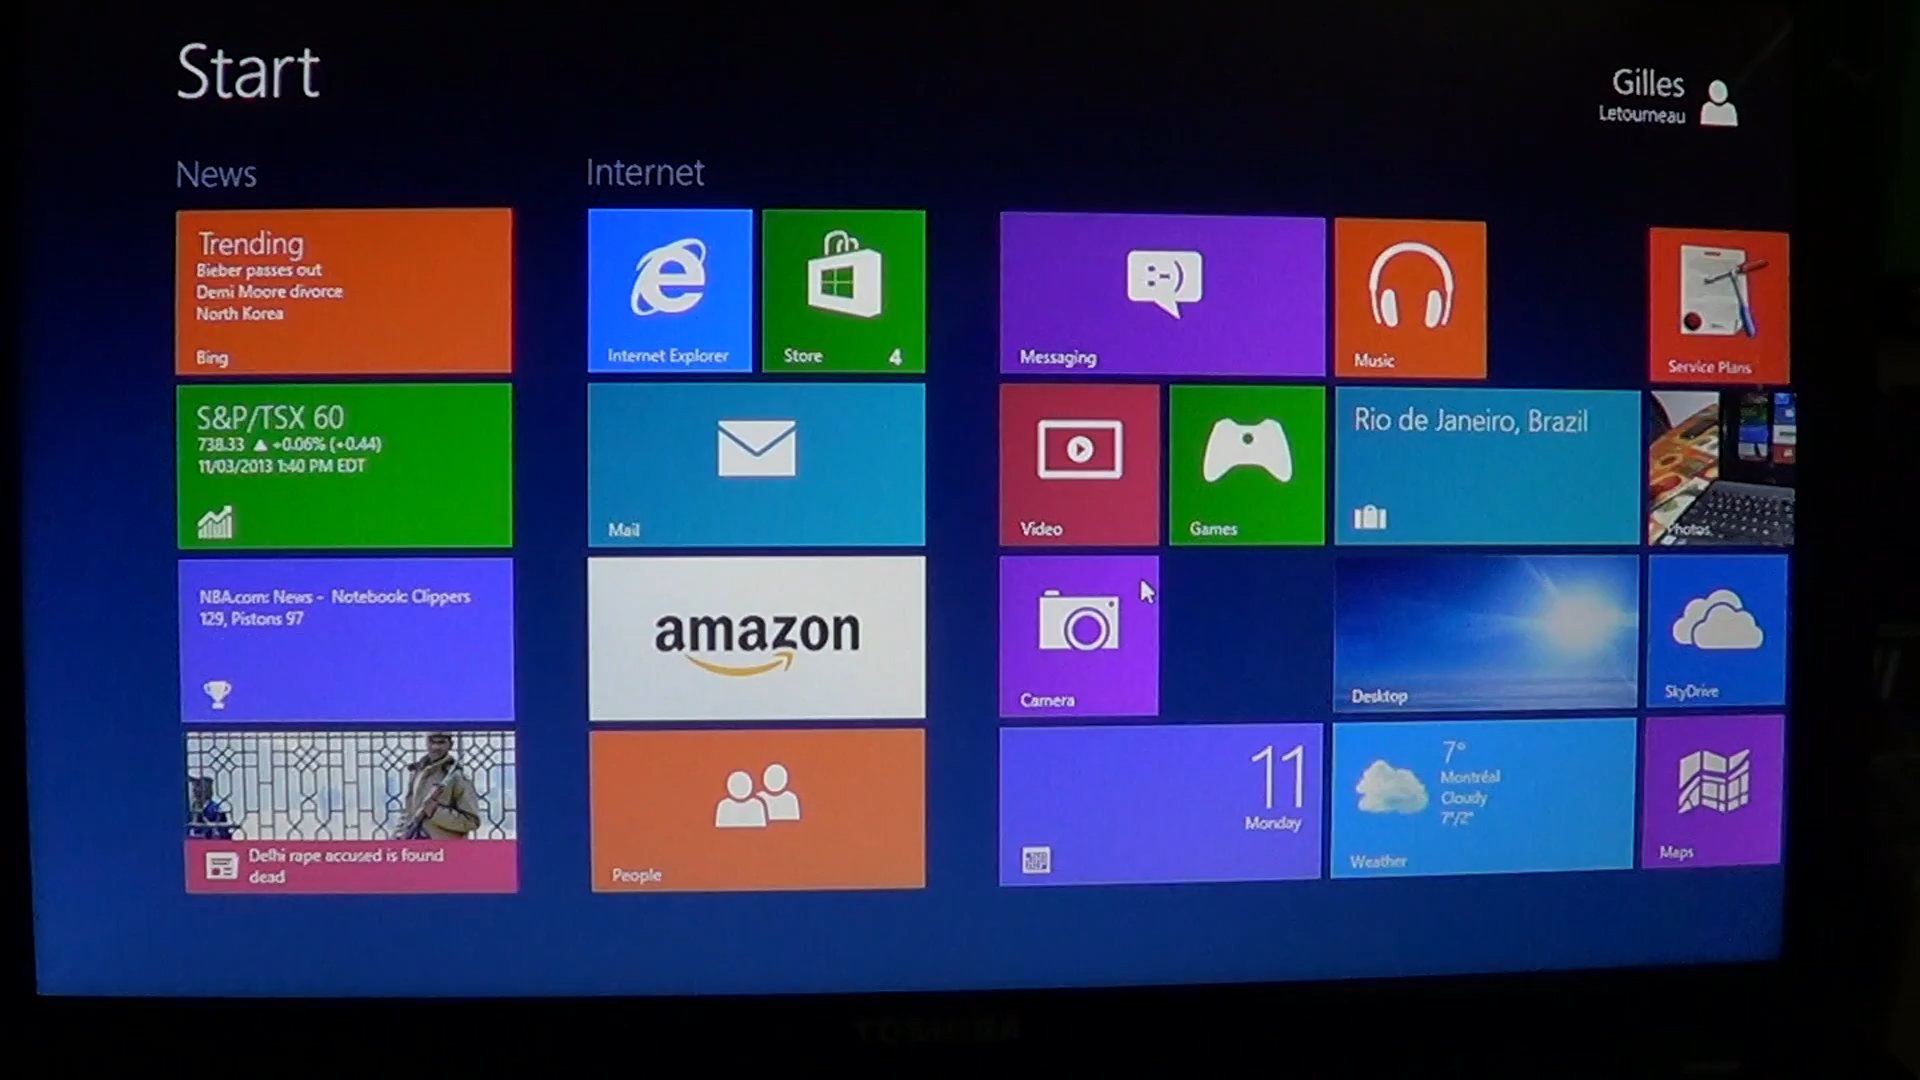 Start
Gilles
Letourneau
News
Internet
Trending
Bieber passes out
Demi Moore divorce
North Korea
Bing
Internet Explorer
Store
4
Messaging
Music
Service Plans
S&P/TSX 60
738.33 ▲ +0.06% (+0.44)
11/03/2013 1:40 PM EDT
Mail
Video
Games
Rio de Janeiro, Brazil
Photos
NBA.com: News - Notebook: Clippers
129, Pistons 97
amazon
Camera
Desktop
SkyDrive
Delhi rape accused is found
dead
People
11
Monday
7°
Montréal
Cloudy
7°/2°
Weather
Maps
TOSHIBA